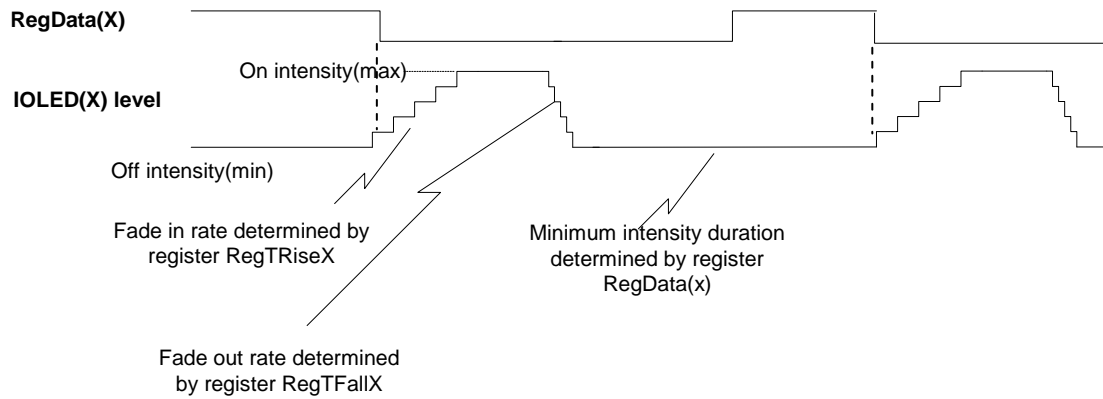 RegData(X)
On intensity(max)
IOLED(X) level
Off intensity(min)
Fade in rate determined by
register RegTRiseX
Minimum intensity duration
determined by register
RegData(x)
Fade out rate determined
by register RegTFallX